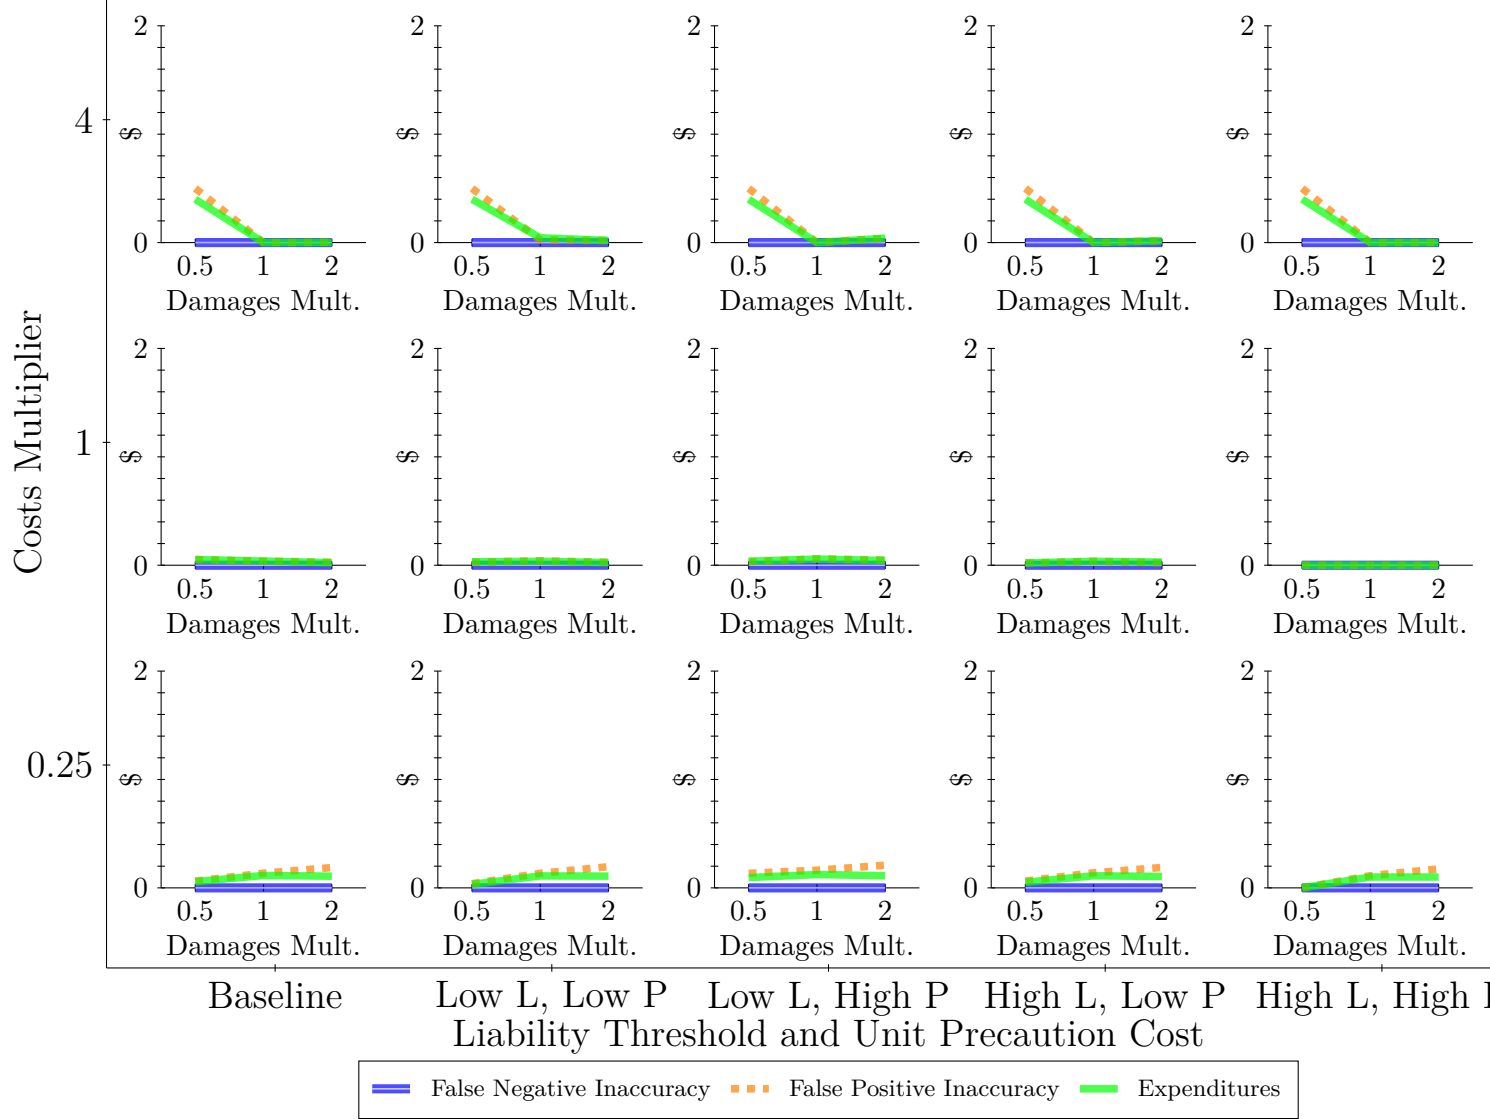 Costs Multiplier
4
2
$
0
0.5 1 2
Damages Mult.
2
$
0
0.5 1 2
Damages Mult.
2
$
0
0.5 1 2
Damages Mult.
2
$
0
0.5 1 2
Damages Mult.
2
$
0
0.5 1 2
Damages Mult.
1
2
$
0
0.5 1 2
Damages Mult.
2
$
0
0.5 1 2
Damages Mult.
2
$
0
0.5 1 2
Damages Mult.
2
$
0
0.5 1 2
Damages Mult.
2
$
0
0.5 1 2
Damages Mult.
0.25
2
$
0
0.5 1 2
Damages Mult.
2
$
0
0.5 1 2
Damages Mult.
2
$
0
0.5 1 2
Damages Mult.
2
$
0
0.5 1 2
Damages Mult.
2
$
0
0.5 1 2
Damages Mult.
Baseline
Low L, Low P
Low L, High P
High L, Low P
High L, High
Liability Threshold and Unit Precaution Cost
False Negative Inaccuracy
False Positive Inaccuracy
Expenditures